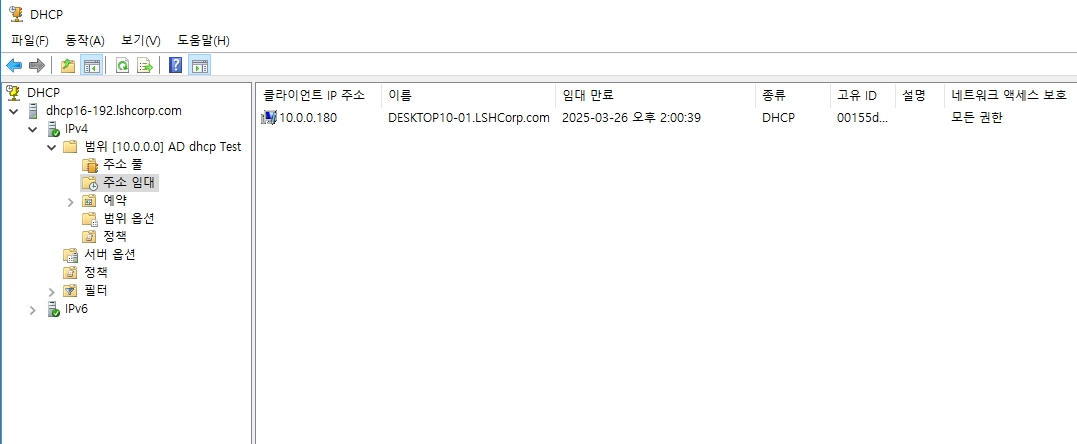 DHCP
파일(F) 동작(A) 보기(V) 도움말(H)
DHCP
dhcp16-192.lshcorp.com
IPv4
범위 [10.0.0.0] AD dhcp Test
주소 풀
주소 임대
예약
범위 옵션
정책
서버 옵션
정책
필터
IPv6
클라이언트 IP 주소 이름 임대 만료 종류 고유 ID 설명 네트워크 액세스 보호
10.0.0.180 DESKTOP10-01.LSHCorp.com 2025-03-26 오후 2:00:39 DHCP 00155d... 모든 권한